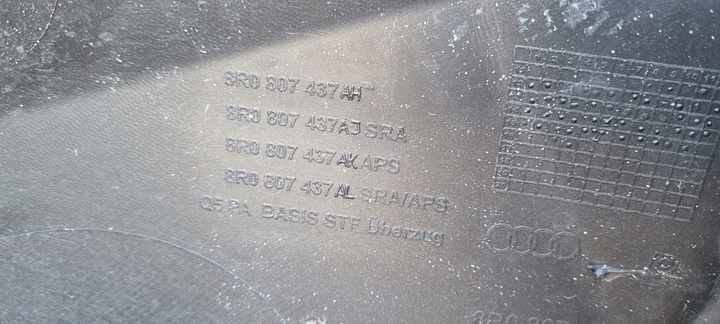 8R0 807 437 AH
8R0 807 437 AJ SRA
8R0 807 437 AK APS
8R0 807 437 AL SRA/APS
Q5/PA BASIS STF Überzug